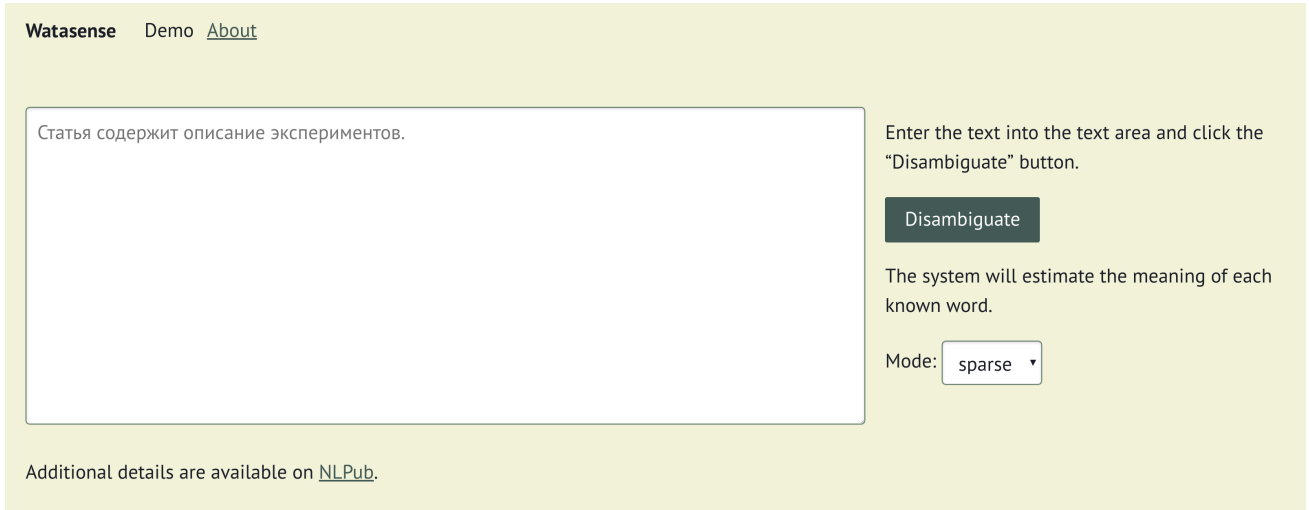 Watasense Demo About
Статья содержит описание экспериментов.
Enter the text into the text area and click the
“Disambiguate” button.
Disambiguate
The system will estimate the meaning of each
known word.
Mode: sparse
Additional details are available on NLPub.